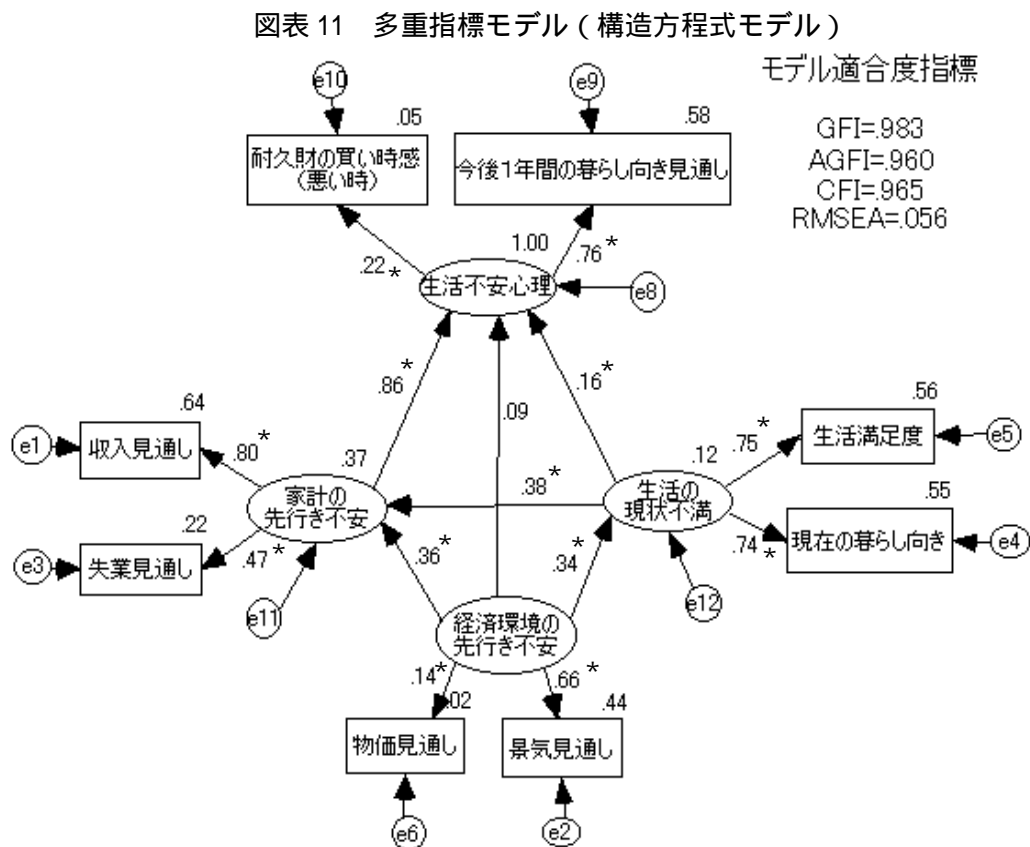 図表 11 多重指標モデル（構造方程式モデル）
モデル適合度指標
GFI=.983
AGFI=.960
CFI=.965
RMSEA=.056
e10
e9
.05
.58
耐久財の買い時感
（悪い時）
今後1年間の暮らし向き見通し
1.00
.22*
.76*
生活不安心理
e8
.86*
.09
.16*
.64
e1
収入見通し
.80*
.37
家計の
先行き不安
.38*
.12
生活の
現状不満
.75*
.56
生活満足度
e5
.22
e3
失業見通し
.47*
e11
.36*
.34*
e12
.74*
.55
現在の暮らし向き
e4
経済環境の
先行き不安
.14*
.02
.66*
.44
物価見通し
景気見通し
e6
e2